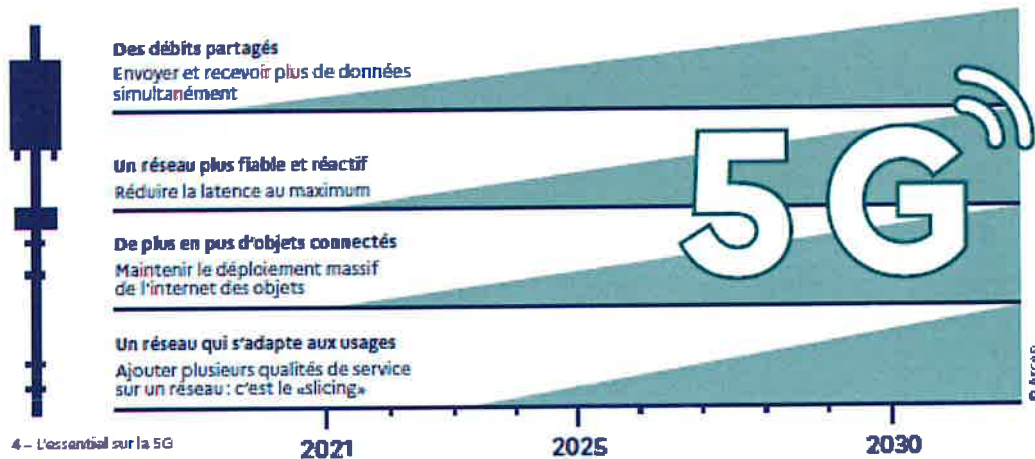 Des débits partagés
Envoyer et recevoir plus de données
simultanément
Un réseau plus fiable et réactif
Réduire la latence au maximum
5G
De plus en pus d'objets connectés
Maintenir le déploiement massif
de l'internet des objets
Un réseau qui s'adapte aux usages
Ajouter plusieurs qualités de service
sur un réseau : c'est le «slicing»
© ARCEP
4 – L'essentiel sur la 5G
2021
2025
2030